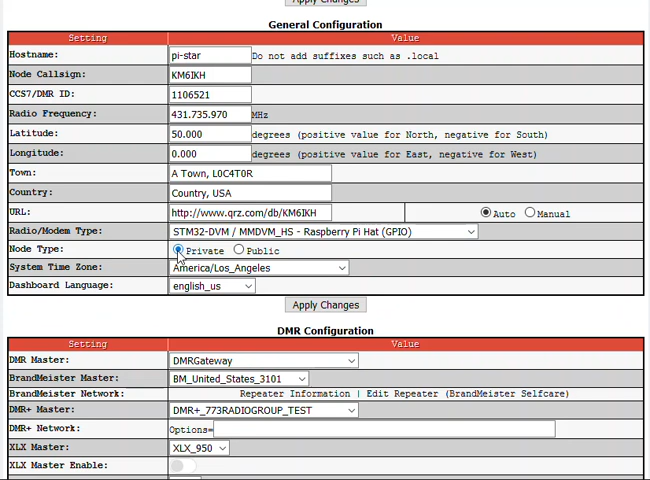 Apply Changes
General Configuration
Setting Value
Hostname: pi-star Do not add suffixes such as .local
Node Callsign: KM6IKH
CCS7/DMR ID: 1106521
Radio Frequency: 431.735.970 MHz
Latitude: 50.000 degrees (positive value for North, negative for South)
Longitude: 0.000 degrees (positive value for East, negative for West)
Town: A Town, L0C4T0R
Country: Country, USA
URL: http://www.qrz.com/db/KM6IKH Auto Manual
Radio/Modem Type: STM32-DVM / MMDVM_HS - Raspberry Pi Hat (GPIO)
Node Type: Private Public
System Time Zone: America/Los_Angeles
Dashboard Language: english_us
Apply Changes
DMR Configuration
Setting Value
DMR Master: DMRGateway
BrandMeister Master: BM_United_States_3101
BrandMeister Network: Repeater Information | Edit Repeater (BrandMeister Selfcare)
DMR+ Master: DMR+_773RADIOGROUP_TEST
DMR+ Network: Options=
XLX Master: XLX_950
XLX Master Enable: